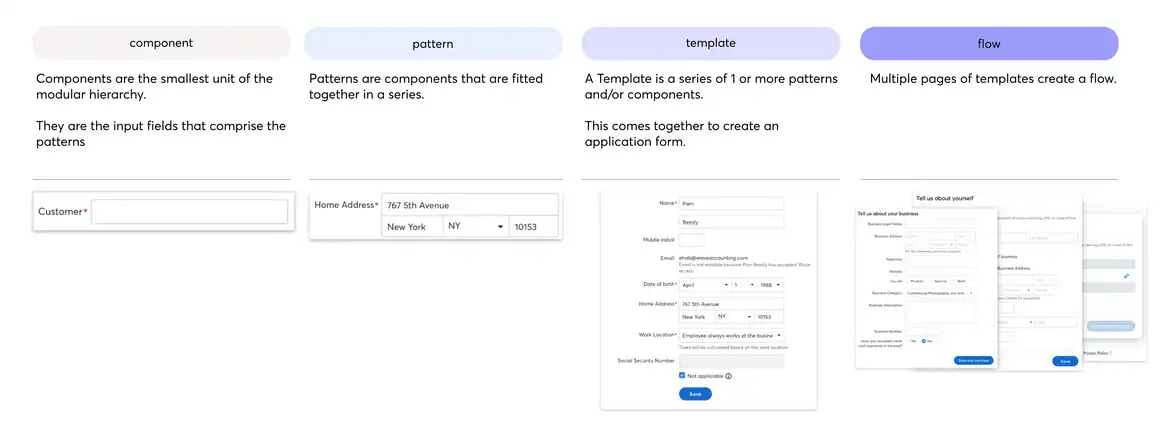 component
Components are the smallest unit of the
modular hierarchy.
They are the input fields that comprise the
patterns
Customer*
pattern
Patterns are components that are fitted
together in a series.
Home Address*
767 5th Avenue
New York
NY
10153
template
A Template is a series of 1 or more patterns
and/or components.
This comes together to create an
application form.
Name*
Pam
Beesly
Middle Initial
Email
ehab@waveaccounting.com
Email is not editable because Pam Beesly has accepted Wave
access
Date of birth*
April
1
1988
Home Address*
767 5th Avenue
New York
NY
10153
Work Location*
Employee always works at the busine
Taxes will be calculated based on the work location
Social Security Number
Not applicable
Save
flow
Multiple pages of templates create a flow.
Tell us about yourself
Tell us about your business
Business Legal Name
Business Address
Telephone
Website
You sell
Product
Service
Both
Business Category
Business Description
Business Number
Have you accepted credit
card payments in the past?
Yes
No
Save and continue
of business
Business Address
Save
Privacy Policy